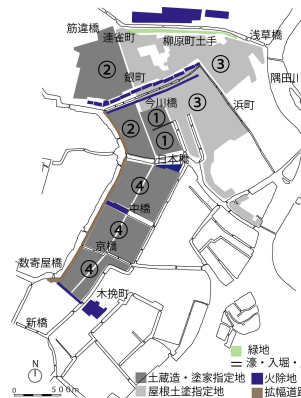 筋違橋
連雀町
柳原町土手
浅草橋
②
③
銀町
隅田川
今川橋
③
浜町
①
②
①
日本橋
④
中橋
④
京橋
数寄屋橋
④
木挽町
新橋
N
0 500m
緑地
濠・入堀・
土蔵造・塗家指定地
火除地
屋根土塗指定地
拡幅道路